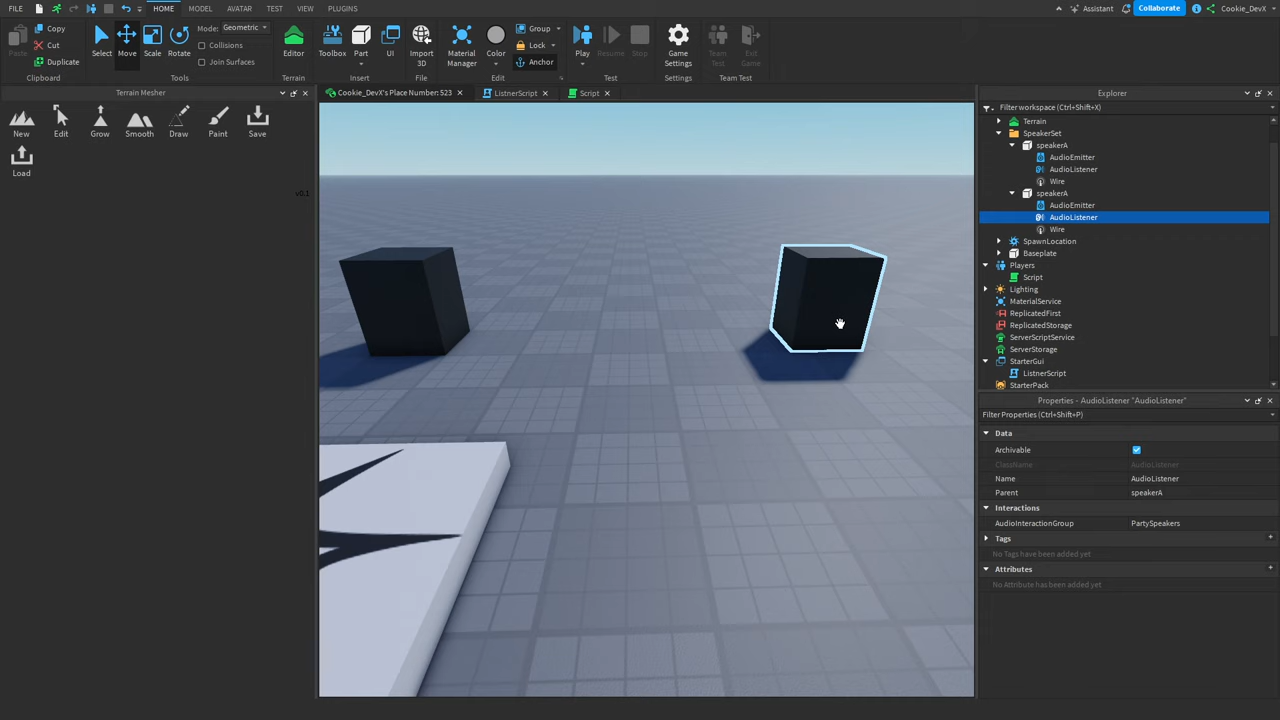 FILE HOME MODEL AVATAR TEST VIEW PLUGINS Assistant Collaborate Cookie_DevX
Paste Copy Cut Duplicate Clipboard
Select Move Scale Rotate Mode: Geometric Collisions Join Surfaces Tools
Editor Terrain
Toolbox Part UI Insert
Import 3D File
Material Manager Color Group Lock Anchor Edit
Play Resume Stop Test
Game Settings Settings
Team Test Exit Game Team Test
Terrain Mesher
New Edit Grow Smooth Draw Paint Save
Load
v0.1
Cookie_DevX's Place Number: 523 ListnerScript Script
Explorer
Filter workspace (Ctrl+Shift+X)
Terrain
SpeakerSet
speakerA
AudioEmitter
AudioListener
Wire
speakerA
AudioEmitter
AudioListener
Wire
SpawnLocation
Baseplate
Players
Script
Lighting
MaterialService
ReplicatedFirst
ReplicatedStorage
ServerScriptService
ServerStorage
StarterGui
ListnerScript
StarterPack
Properties - AudioListener "AudioListener"
Filter Properties (Ctrl+Shift+P)
Data
Archivable
ClassName AudioListener
Name AudioListener
Parent speakerA
Interactions
AudioInteractionGroup PartySpeakers
Tags
No Tags have been added yet
Attributes
No Attribute has been added yet